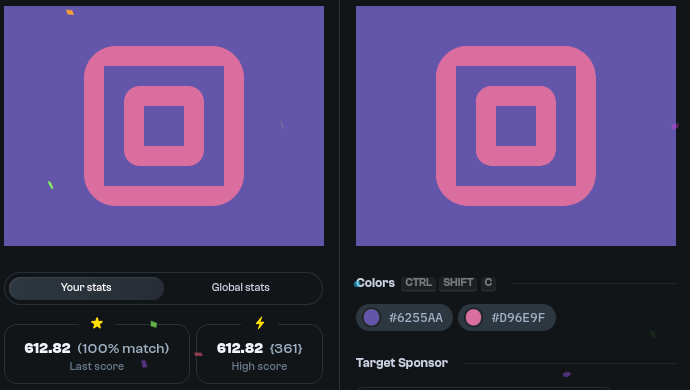 Your stats
Global stats
612.82 (100% match)
Last score
612.82 {361}
High score
Colors CTRL SHIFT C
#6255AA
#D96E9F
Target Sponsor